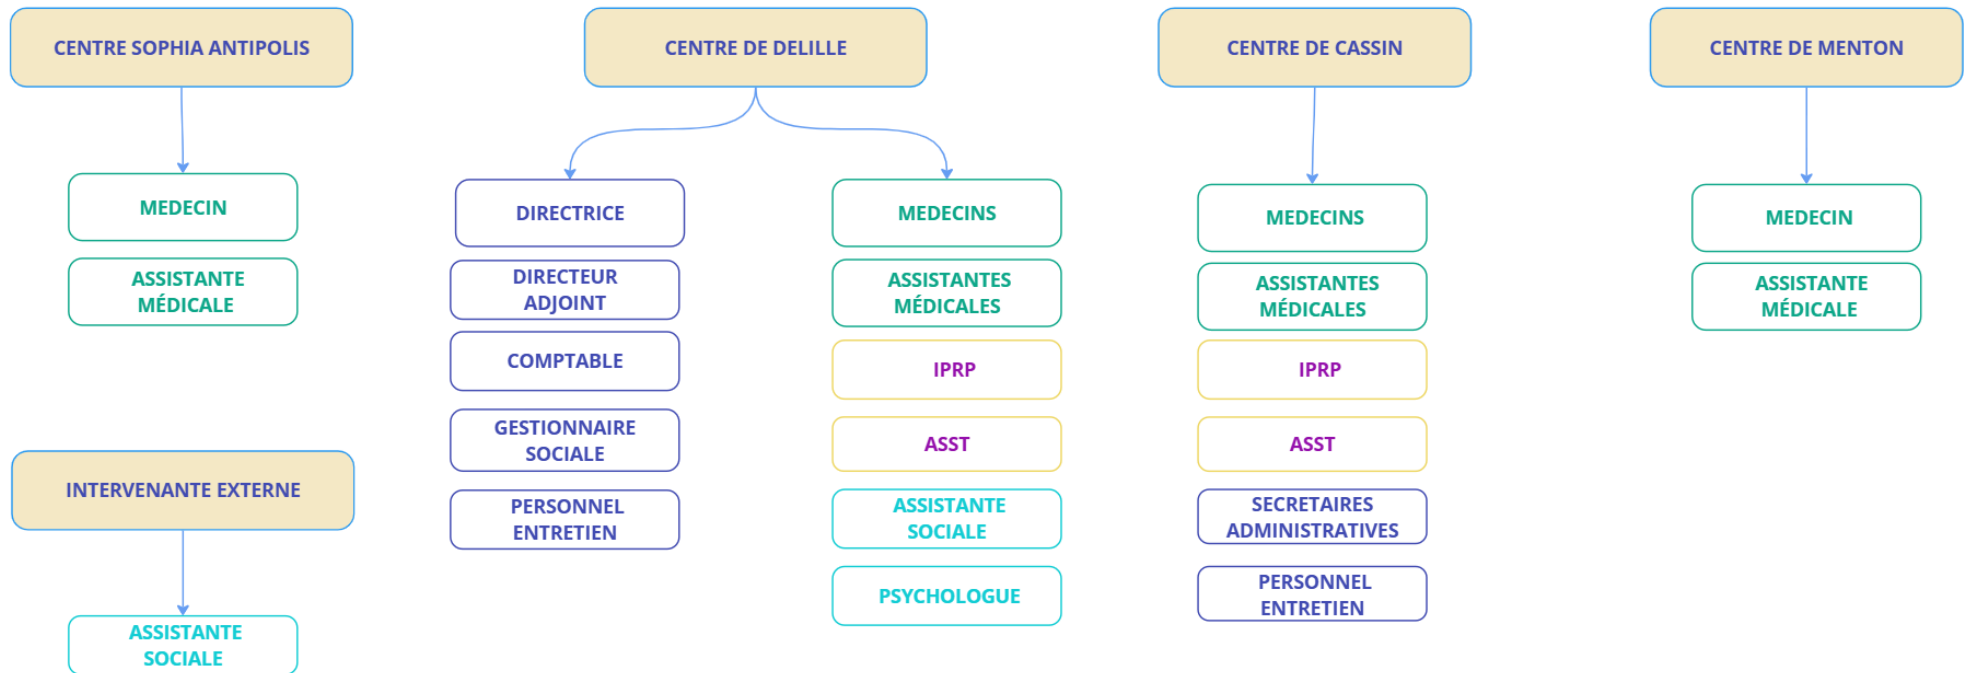 CENTRE SOPHIA ANTIPOLIS
MEDECIN
ASSISTANTE
MÉDICALE
INTERVENANTE EXTERNE
ASSISTANTE
SOCIALE
CENTRE DE DELILLE
DIRECTRICE
DIRECTEUR
ADJOINT
COMPTABLE
GESTIONNAIRE
SOCIALE
PERSONNEL
ENTRETIEN
MEDECINS
ASSISTANTES
MÉDICALES
IPRP
ASST
ASSISTANTE
SOCIALE
PSYCHOLOGUE
CENTRE DE CASSIN
MEDECINS
ASSISTANTES
MÉDICALES
IPRP
ASST
SECRETAIRES
ADMINISTRATIVES
PERSONNEL
ENTRETIEN
CENTRE DE MENTON
MEDECIN
ASSISTANTE
MÉDICALE